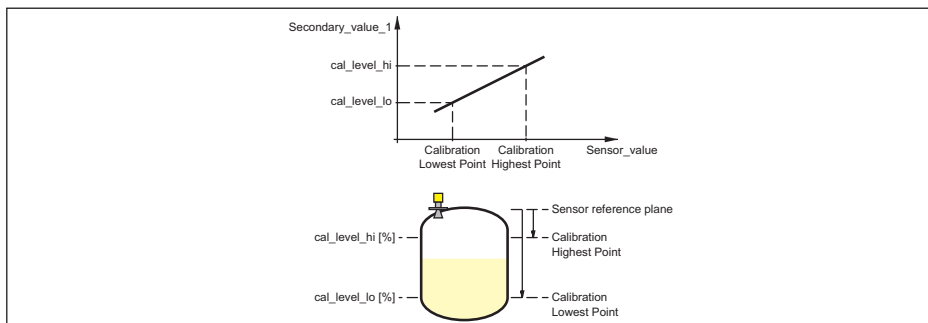 Secondary_value_1
cal_level_hi
cal_level_lo
Calibration
Lowest Point
Calibration
Highest Point
Sensor_value
Sensor reference plane
cal_level_hi [%]
Calibration
Highest Point
cal_level_lo [%]
Calibration
Lowest Point